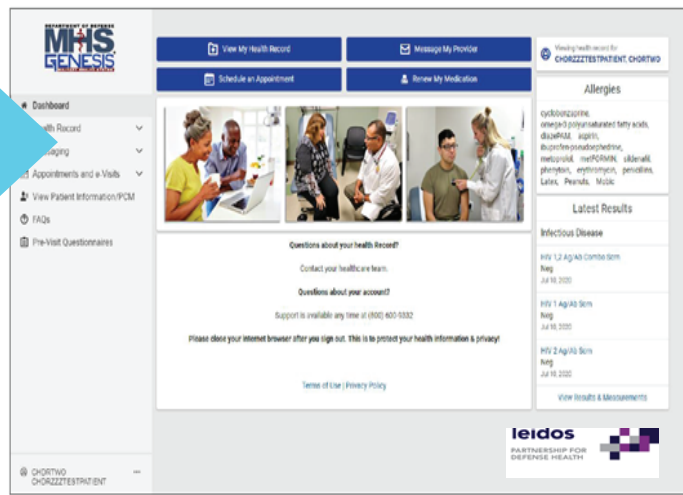 DEPARTMENT OF DEFENSE
MHS
GENESIS
View My Health Record
Message My Provider
Schedule an Appointment
Renew My Medication
Viewing health record for
CHORZZZTESTPATIENT, CHORTWO
Dashboard
Record
Appointments and e-Visits
View Patient Information/PCM
FAQs
Pre-Visit Questionnaires
Allergies
cyclobenzaprine,
omega-3 polyunsaturated fatty acids,
diazePAM, aspirin,
ibuprofen-pseudoephedrine,
metoprolol, metFORMIN, sildenafil,
phenytoin, erythromycin, penicillins,
Latex, Peanuts, Mobic
Latest Results
Infectious Disease
HIV 1,2 Ag/Ab Combo Scrn
Neg
Jul 16, 2020
HIV 1 Ag/Ab Scrn
Neg
Jul 16, 2020
HIV 2 Ag/Ab Scrn
Neg
Jul 16, 2020
View Results & Measurements
Questions about your health Record?
Contact your healthcare team.
Questions about your account?
Support is available any time at (800) 600-9332
Please close your internet browser after you sign out. This is to protect your health information & privacy!
Terms of Use | Privacy Policy
leidos
PARTNERSHIP FOR
DEFENSE HEALTH
CHORTWO
CHORZZZTESTPATIENT